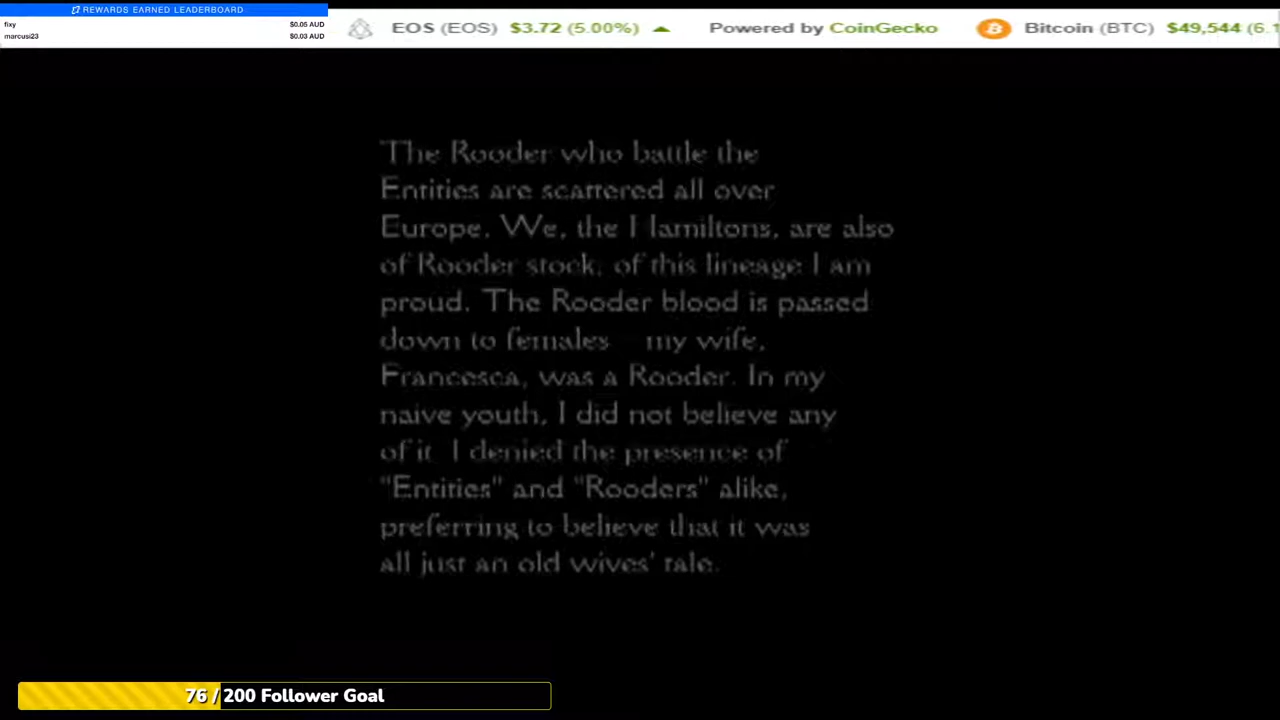 REWARDS EARNED LEADERBOARD
fixy $0.05 AUD
marcusi23 $0.03 AUD
EOS (EOS) $3.72 (5.00%) Powered by CoinGecko Bitcoin (BTC) $49,544 (6.1
The Rooder who battle the
Entities are scattered all over
Europe. We, the Hamiltons, are also
of Rooder stock, of this lineage I am
proud. The Rooder blood is passed
down to females my wife,
Francesca, was a Rooder. In my
naive youth, I did not believe any
of it. I denied the presence of
"Entities" and "Rooders" alike,
preferring to believe that it was
all just an old wives' tale.
76 / 200 Follower Goal